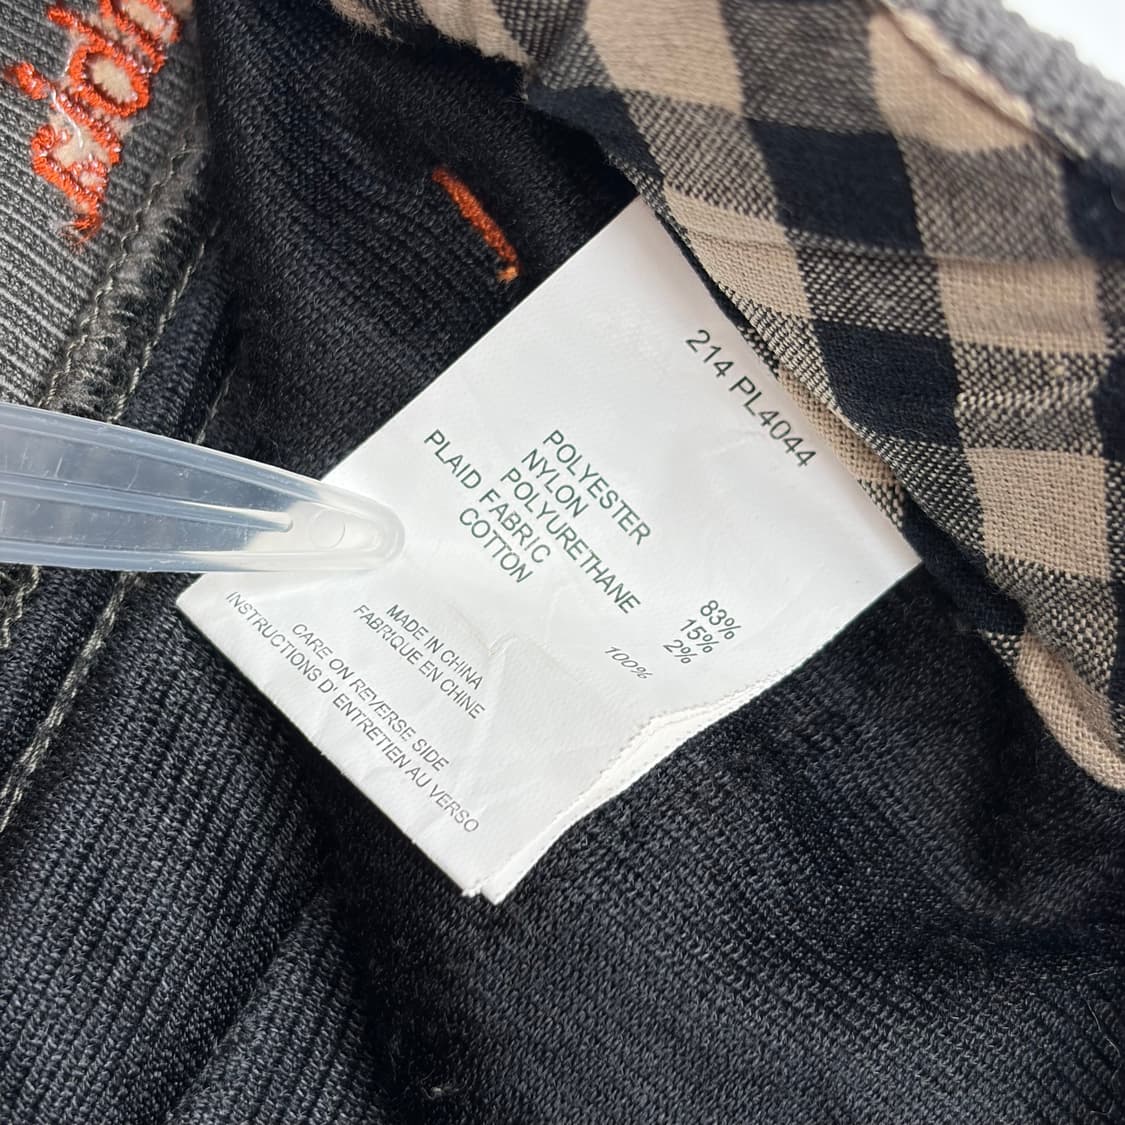 214 PL4044
POLYESTER 83%
NYLON 15%
POLYURETHANE 2%
PLAID FABRIC
COTTON 100%
MADE IN CHINA
FABRIQUE EN CHINE
CARE ON REVERSE SIDE
INSTRUCTIONS D'ENTRETIEN AU VERSO